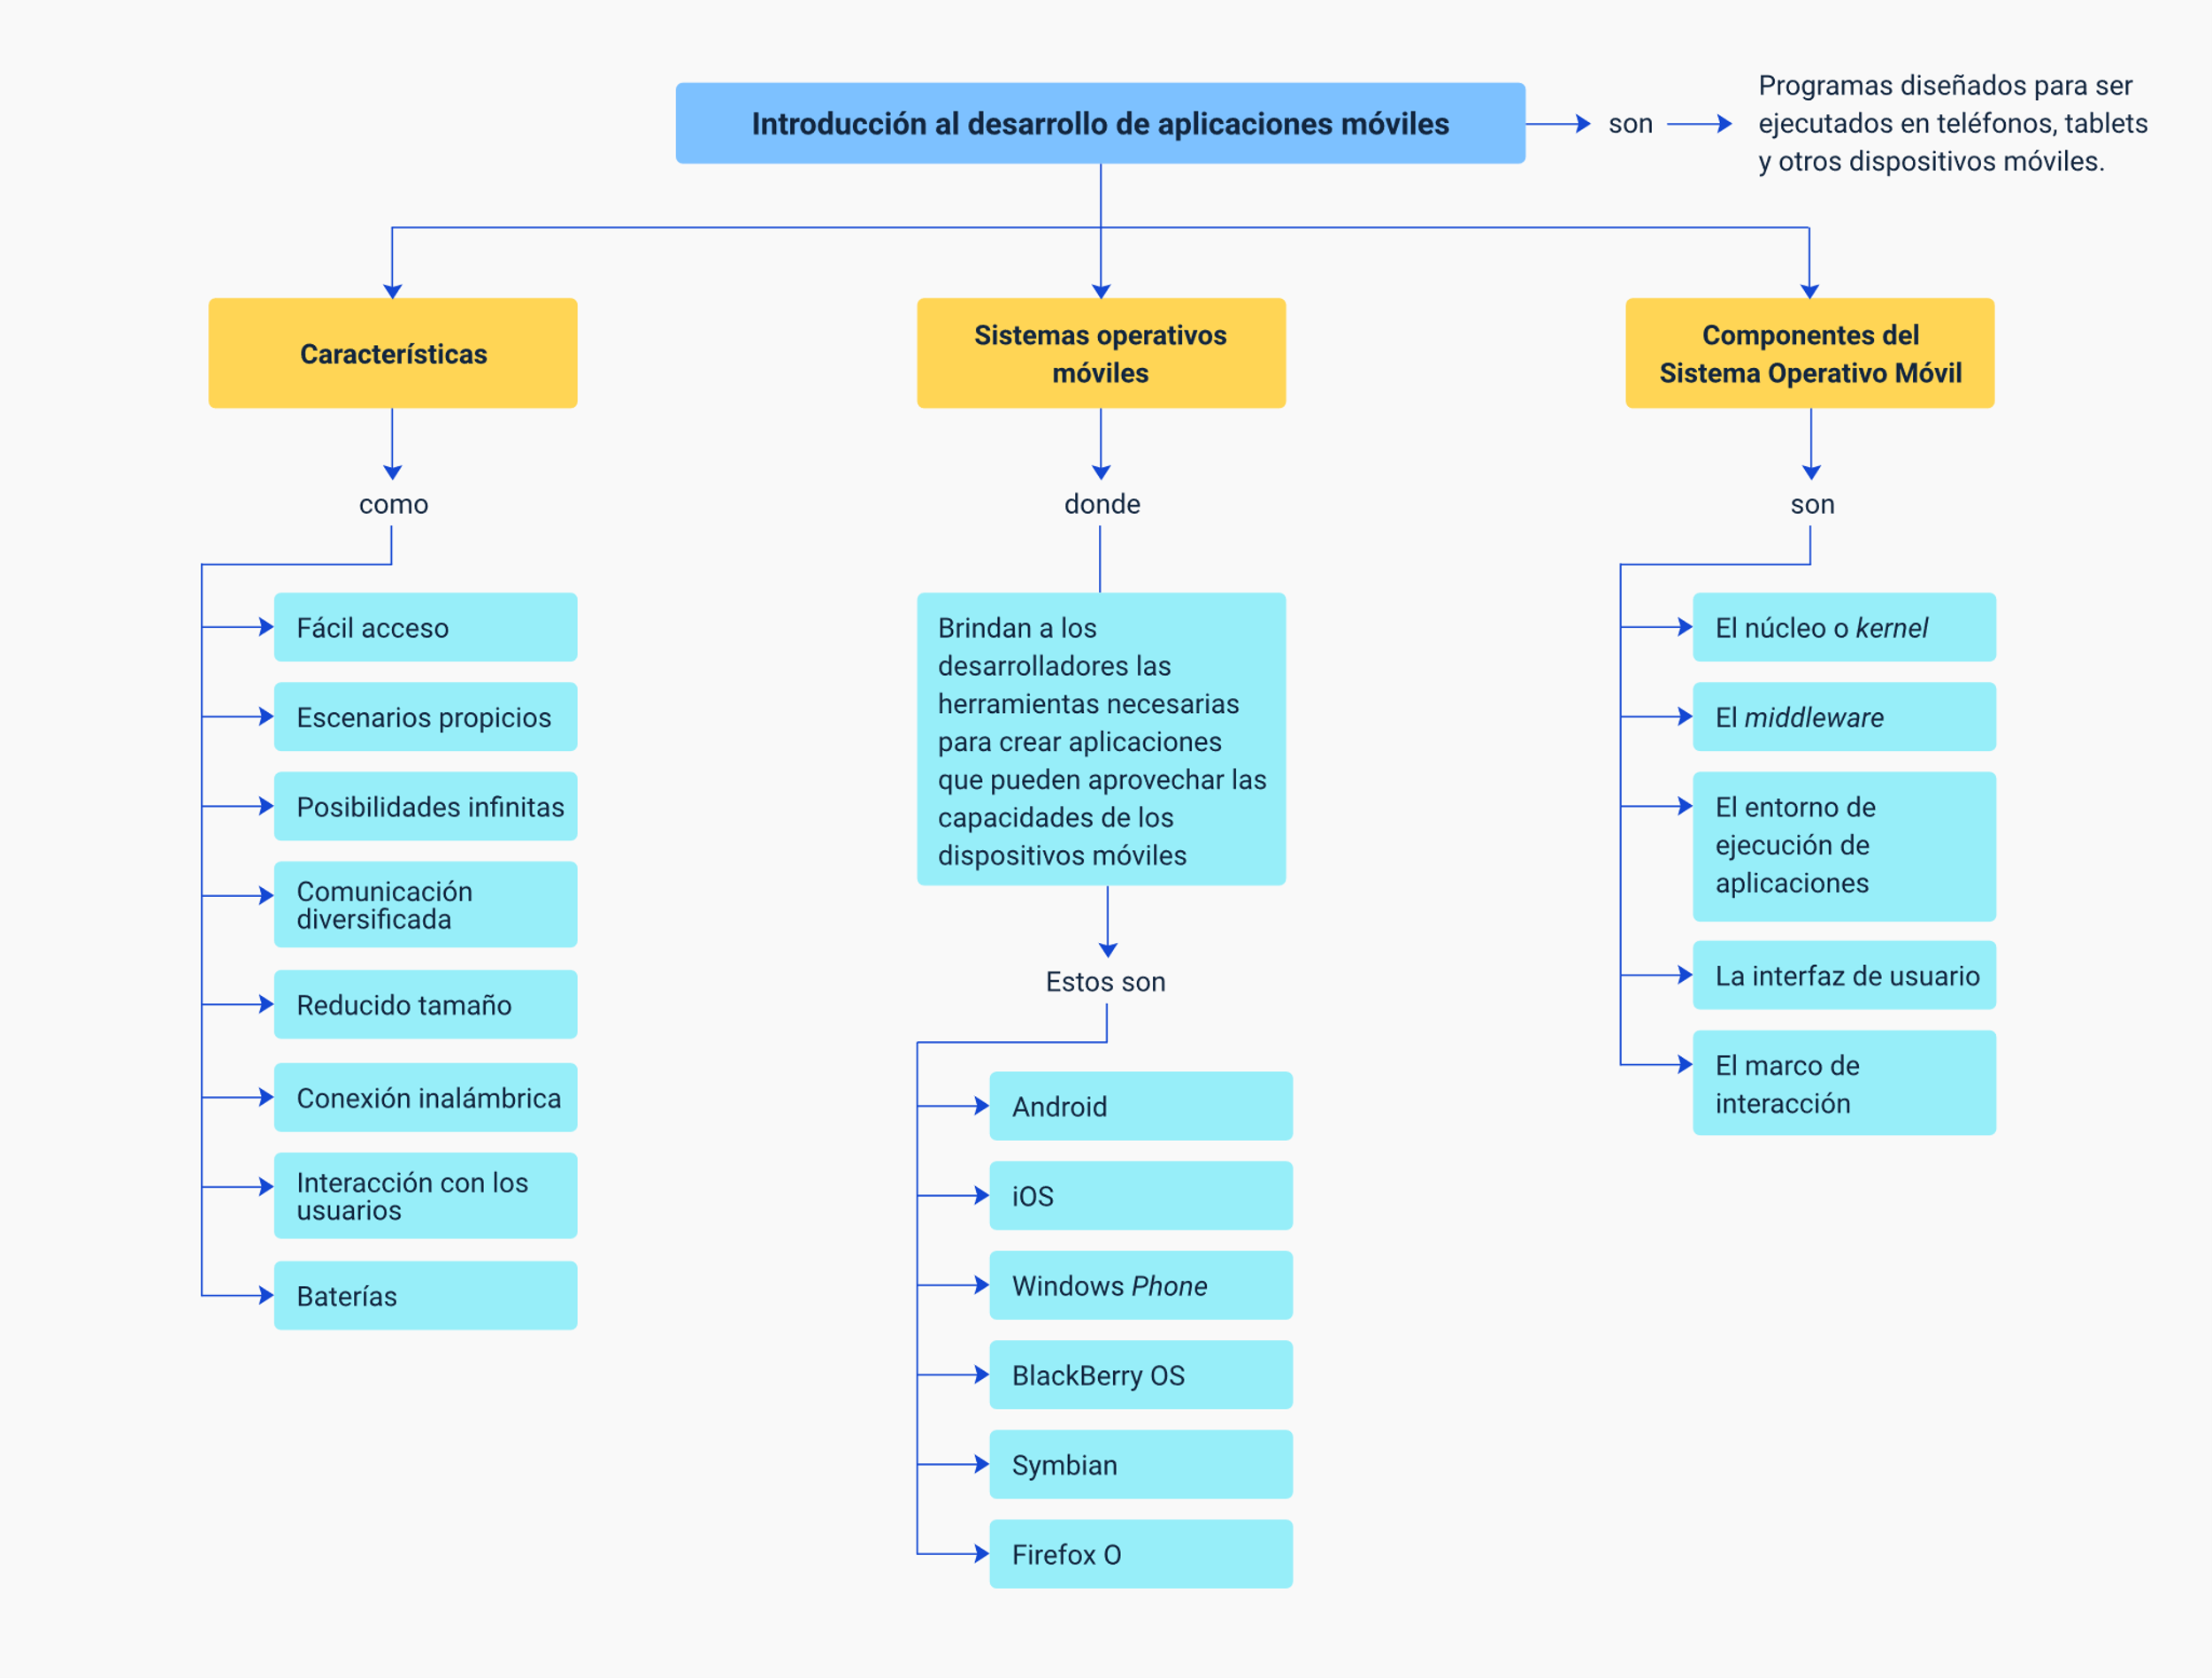 Introducción al desarrollo de aplicaciones móviles
son
Programas diseñados para ser
ejecutados en teléfonos, tablets
y otros dispositivos móviles.
Características
como
Fácil acceso
Escenarios propicios
Posibilidades infinitas
Comunicación
diversificada
Reducido tamaño
Conexión inalámbrica
Interacción con los
usuarios
Baterías
Sistemas operativos
móviles
donde
Brindan a los
desarrolladores las
herramientas necesarias
para crear aplicaciones
que pueden aprovechar las
capacidades de los
dispositivos móviles
Estos son
Android
iOS
Windows Phone
BlackBerry OS
Symbian
Firefox O
Componentes del
Sistema Operativo Móvil
son
El núcleo o kernel
El middleware
El entorno de
ejecución de
aplicaciones
La interfaz de usuario
El marco de
interacción